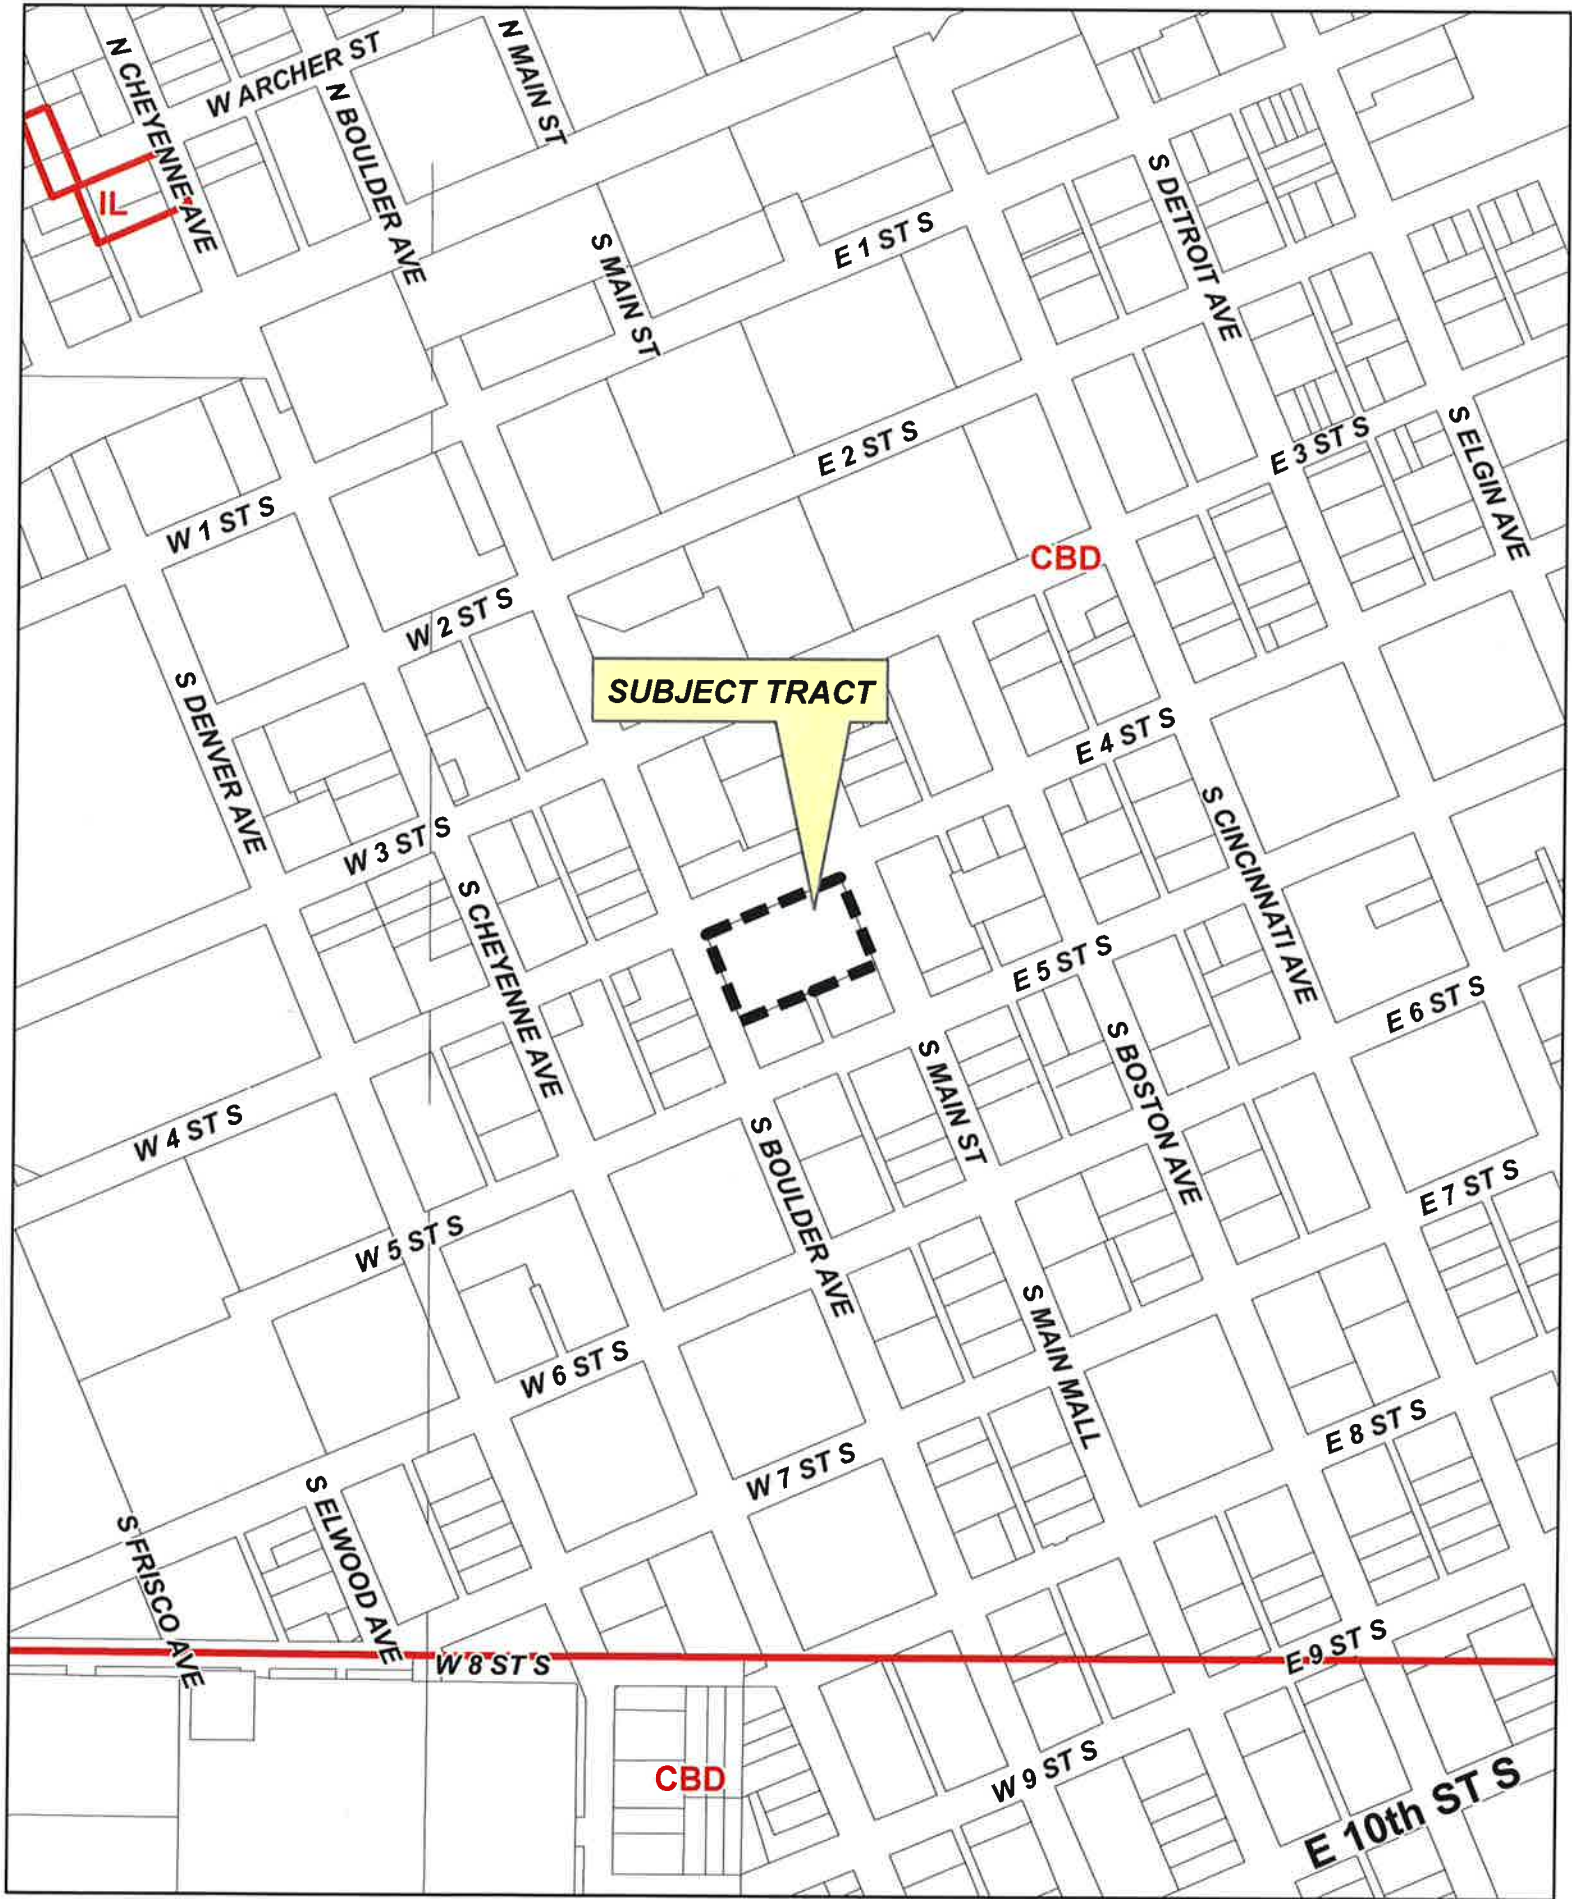 N CHEYENNE AVE
W ARCHER ST
N BOULDER AVE
N MAIN ST
IL
S MAIN ST
E 1 ST S
S DETROIT AVE
E 2 ST S
E 3 ST S
S ELGIN AVE
W 1 ST S
CBD
W 2 ST S
S DENVER AVE
SUBJECT TRACT
E 4 ST S
W 3 ST S
S CINCINNATI AVE
S CHEYENNE AVE
E 5 ST S
E 6 ST S
S MAIN ST
S BOSTON AVE
W 4 ST S
S BOULDER AVE
E 7 ST S
W 5 ST S
S MAIN MALL
W 6 ST S
E 8 ST S
W 7 ST S
S ELWOOD AVE
S FRISCO AVE
E 9 ST S
W 8 ST S
CBD
W 9 ST S
E 10th ST S